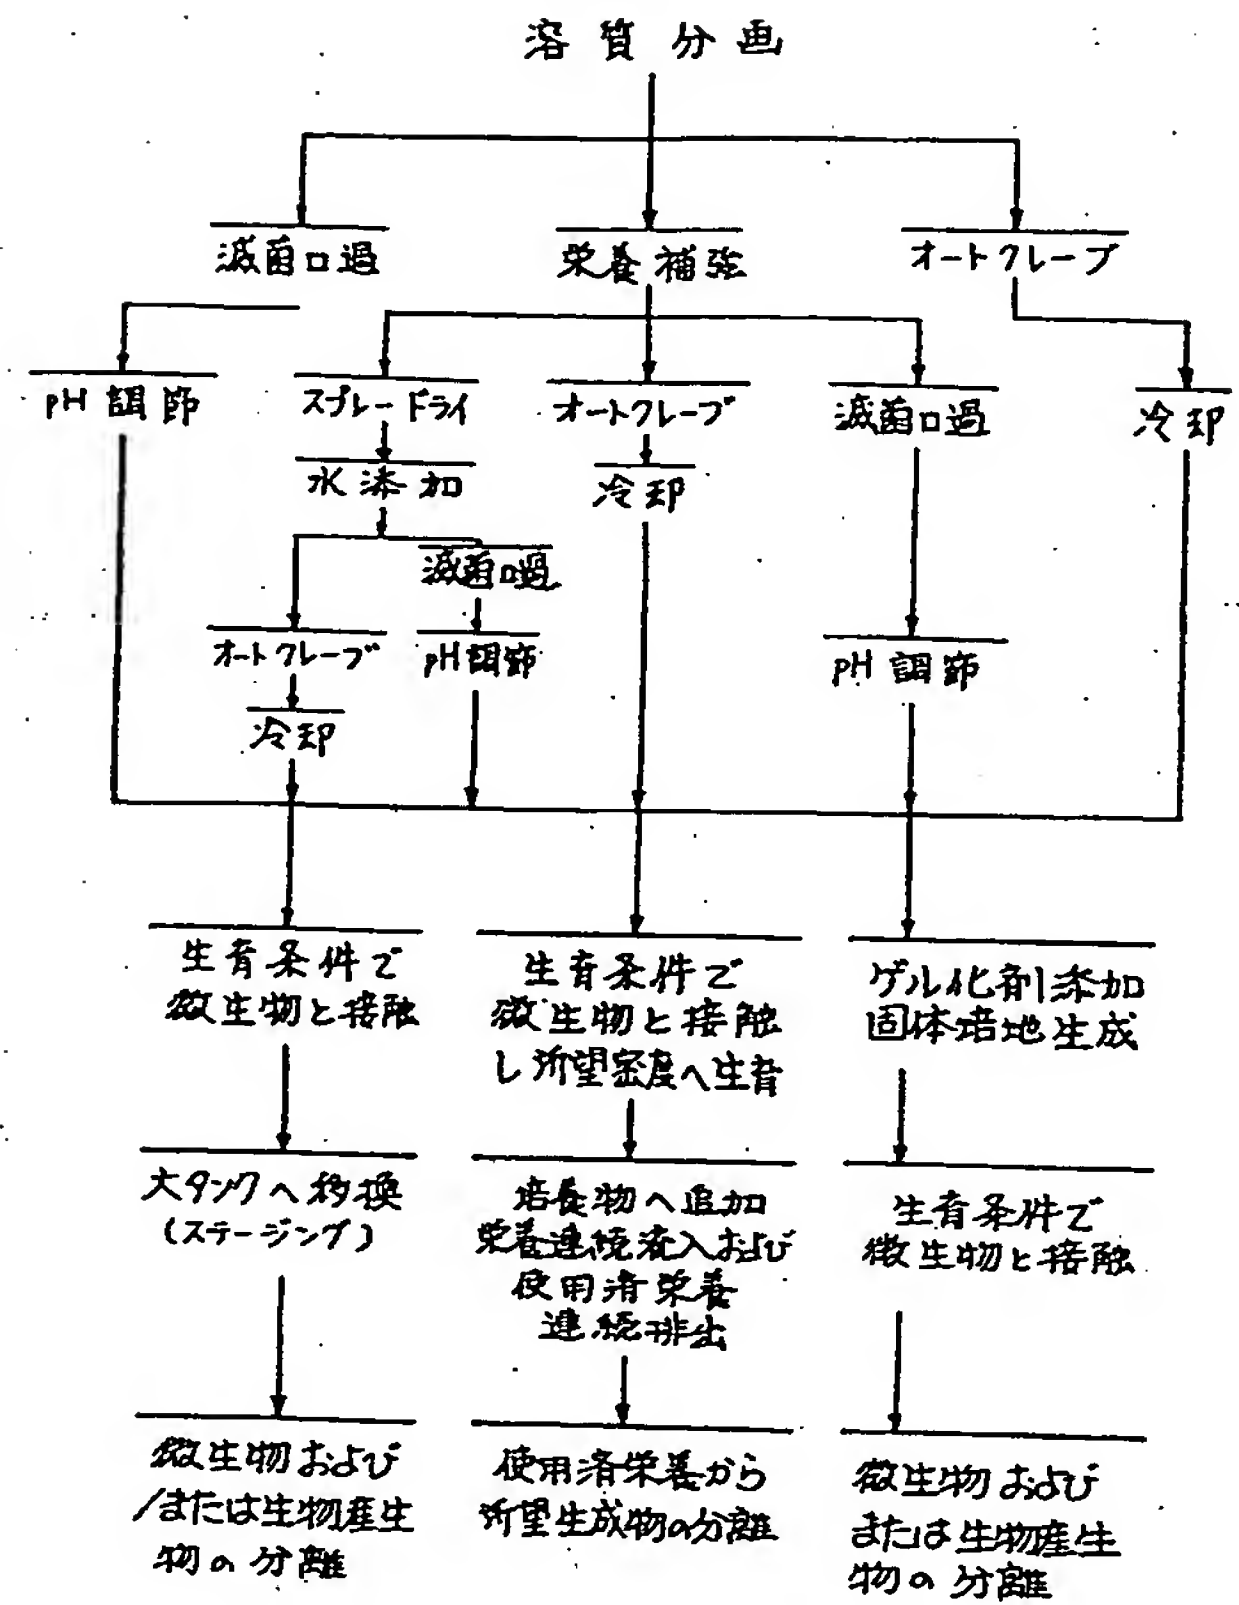 溶質分画
滅菌口過
栄養補強
オートクレーブ
pH調節
スプレードライ
オートクレーブ
滅菌口過
冷却
水添加
冷却
滅菌口過
オートクレーブ
pH調節
pH調節
冷却
生育条件で
微生物と接触
生育条件で
微生物と接触
し所望密度へ生育
ゲル化剤添加
固体培地生成
大タンクへ移換
(ステージング)
培養物へ追加
栄養連続流入および
使用済栄養
連続排出
生育条件で
微生物と接触
微生物および
/または生物産生
物の分離
使用済栄養から
所望生成物の分離
微生物および
または生物産生
物の分離